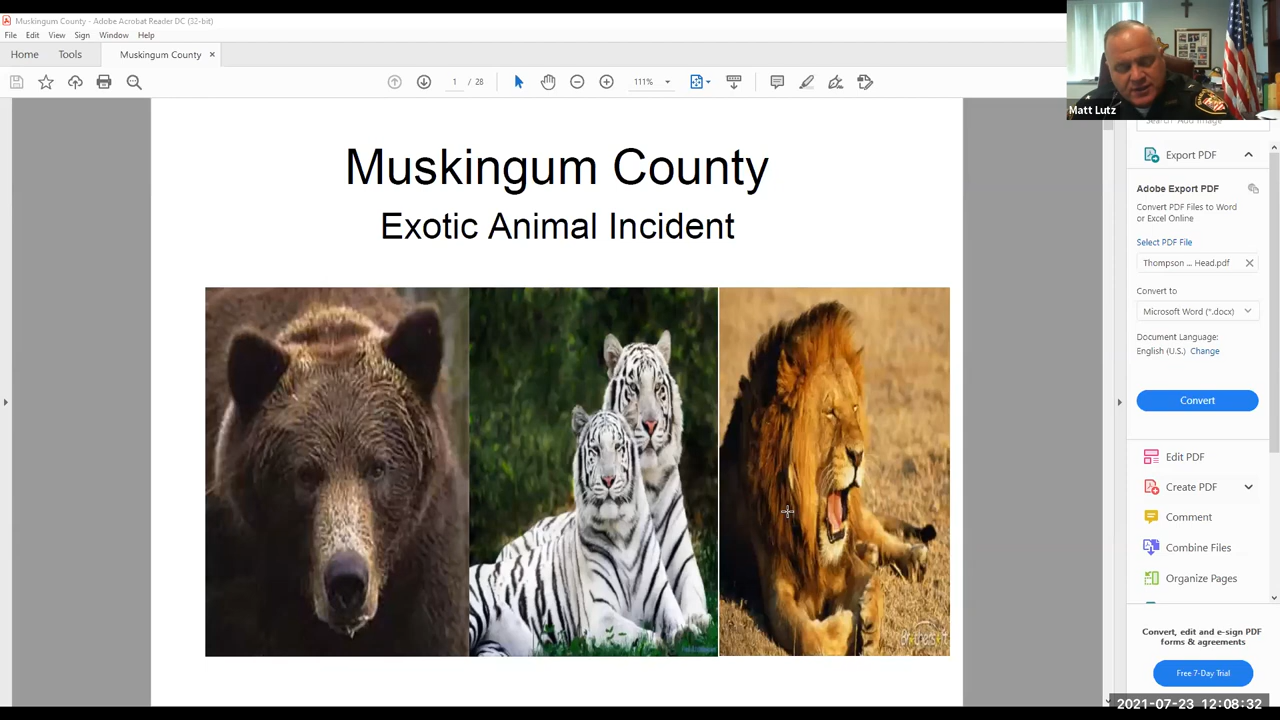 Muskingum County - Adobe Acrobat Reader DC (32-bit)
File Edit View Sign Window Help
Home Tools Muskingum County ×
1 / 28 111%
Matt Lutz
Muskingum County
Exotic Animal Incident
Search 'Add Image'
Export PDF
Adobe Export PDF
Convert PDF Files to Word
or Excel Online
Select PDF File
Thompson ... Head.pdf
Convert to
Microsoft Word (*.docx)
Document Language:
English (U.S.) Change
Convert
Edit PDF
Create PDF
Comment
Combine Files
Organize Pages
Convert, edit and e-sign PDF
forms & agreements
Free 7-Day Trial
2021-07-23 12:08:32